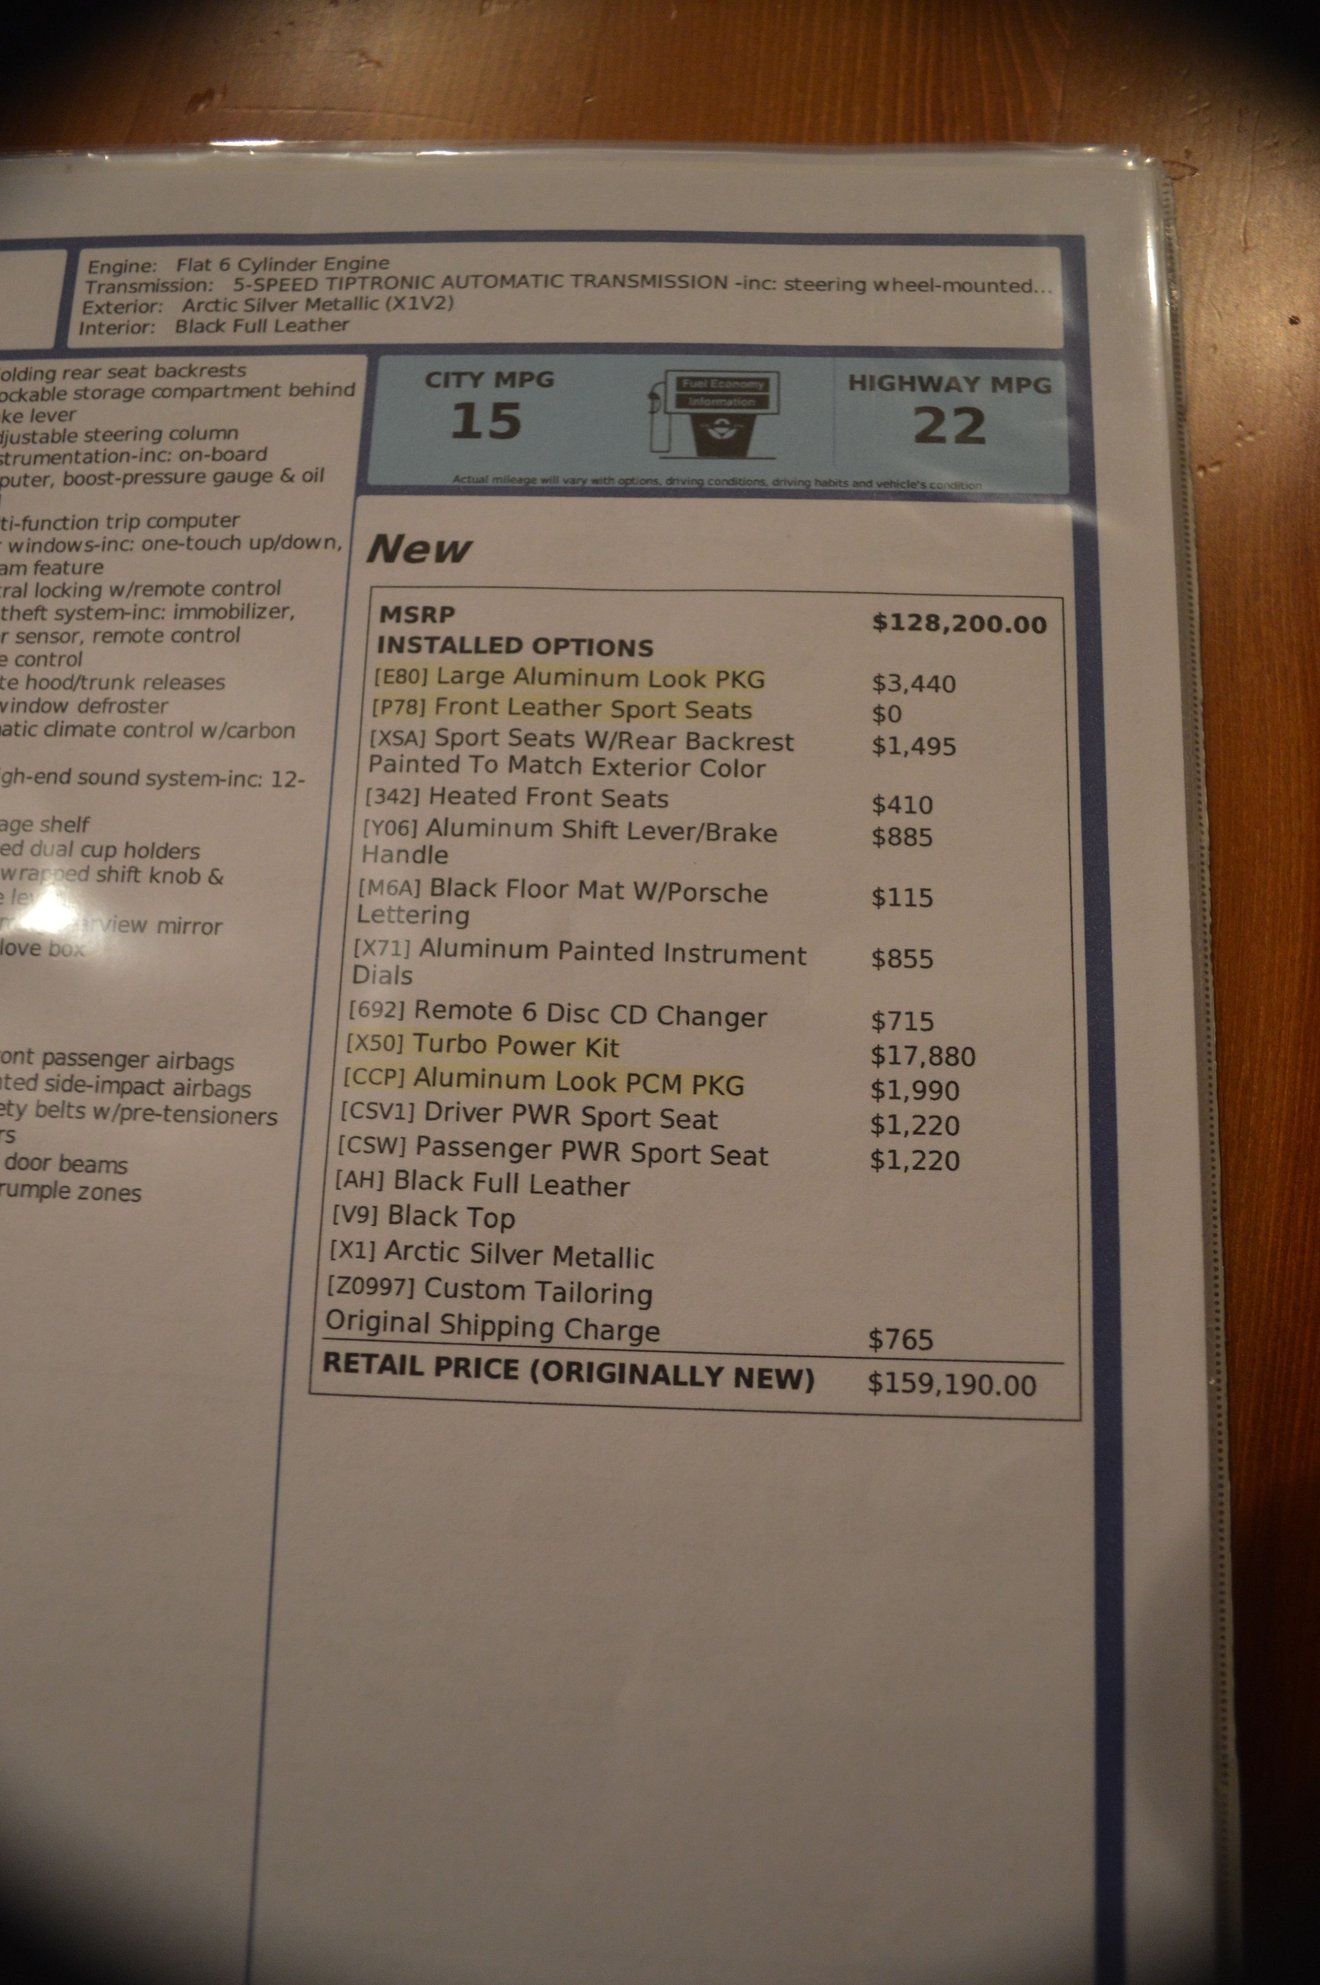 Engine: Flat 6 Cylinder Engine
Transmission: 5-SPEED TIPTRONIC AUTOMATIC TRANSMISSION -inc: steering wheel-mounted...
Exterior: Arctic Silver Metallic (X1V2)
Interior: Black Full Leather
olding rear seat backrests
ockable storage compartment behind
ke lever
djustable steering column
strumentation-inc: on-board
puter, boost-pressure gauge & oil
ti-function trip computer
windows-inc: one-touch up/down,
am feature
tral locking w/remote control
theft system-inc: immobilizer,
r sensor, remote control
e control
te hood/trunk releases
window defroster
atic climate control w/carbon
igh-end sound system-inc: 12-
age shelf
ed dual cup holders
wrapped shift knob &
view mirror
love box
ont passenger airbags
ated side-impact airbags
ety belts w/pre-tensioners
rs
door beams
rumple zones
CITY MPG
15
Fuel Economy
Information
HIGHWAY MPG
22
Actual mileage will vary with options, driving conditions, driving habits and vehicle's condition
New
MSRP $128,200.00
INSTALLED OPTIONS
[E80] Large Aluminum Look PKG $3,440
[P78] Front Leather Sport Seats $0
[XSA] Sport Seats W/Rear Backrest $1,495
Painted To Match Exterior Color
[342] Heated Front Seats $410
[Y06] Aluminum Shift Lever/Brake $885
Handle
[M6A] Black Floor Mat W/Porsche $115
Lettering
[X71] Aluminum Painted Instrument $855
Dials
[692] Remote 6 Disc CD Changer $715
[X50] Turbo Power Kit $17,880
[CCP] Aluminum Look PCM PKG $1,990
[CSV1] Driver PWR Sport Seat $1,220
[CSW] Passenger PWR Sport Seat $1,220
[AH] Black Full Leather
[V9] Black Top
[X1] Arctic Silver Metallic
[Z0997] Custom Tailoring
Original Shipping Charge $765
RETAIL PRICE (ORIGINALLY NEW) $159,190.00